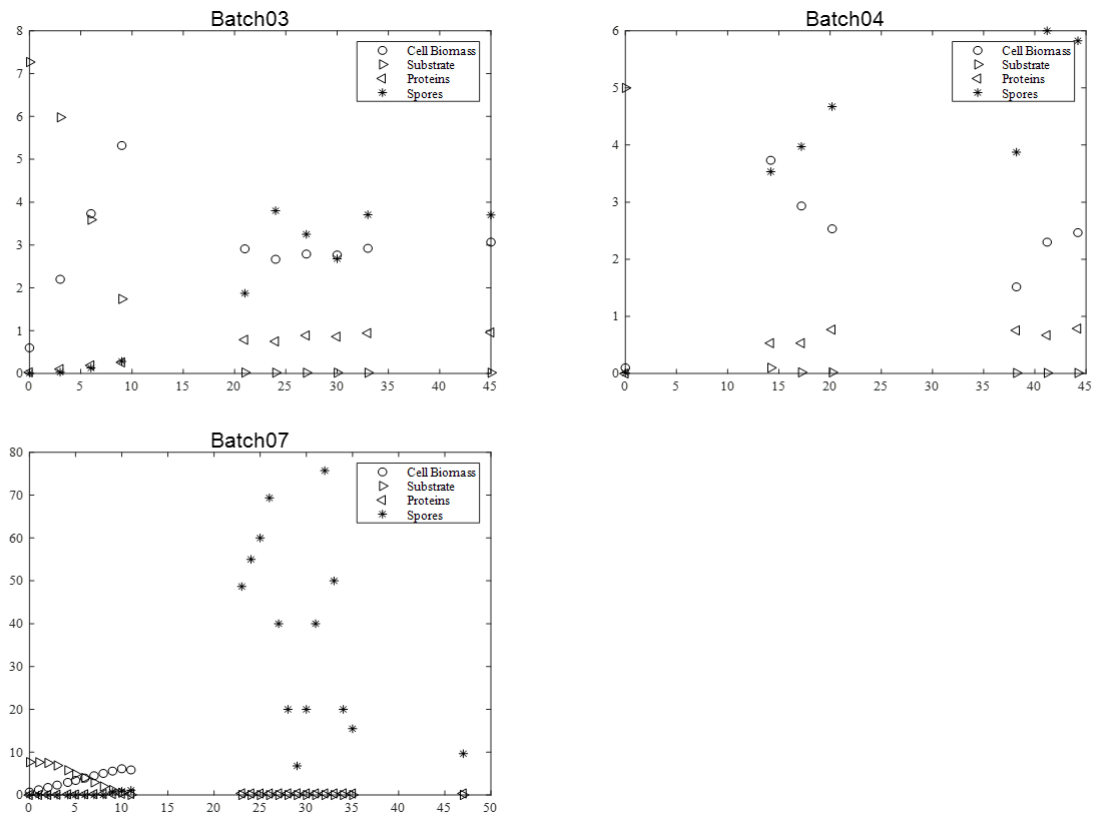 Batch03
8
7
6
5
4
3
2
1
0
Cell Biomass
Substrate
Proteins
Spores
0 5 10 15 20 25 30 35 40 45
Batch04
6
5
4
3
2
1
0
Cell Biomass
Substrate
Proteins
Spores
0 5 10 15 20 25 30 35 40 45
Batch07
80
70
60
50
40
30
20
10
0
Cell Biomass
Substrate
Proteins
Spores
0 5 10 15 20 25 30 35 40 45 50